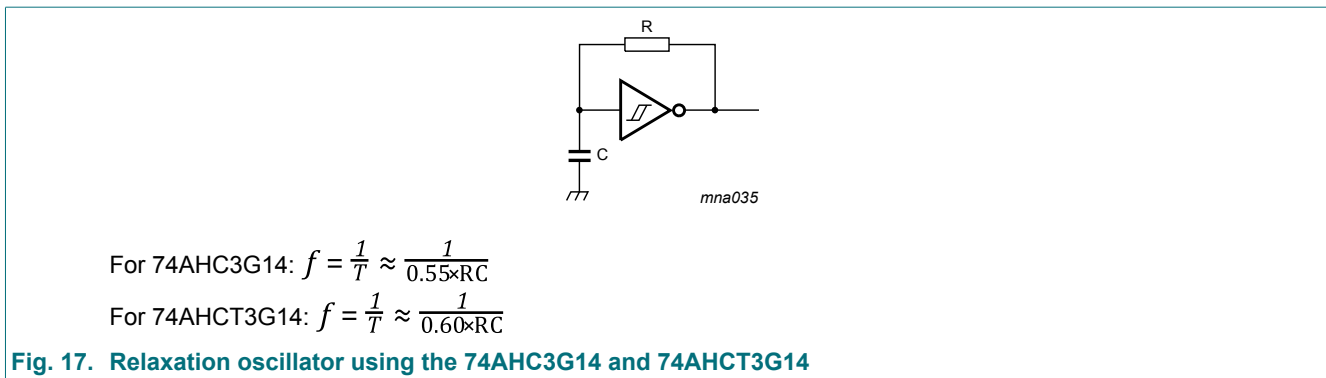 R
C
mna035
For 74AHC3G14: f = 1/T ≈ 1/0.55×RC
For 74AHCT3G14: f = 1/T ≈ 1/0.60×RC
Fig. 17. Relaxation oscillator using the 74AHC3G14 and 74AHCT3G14